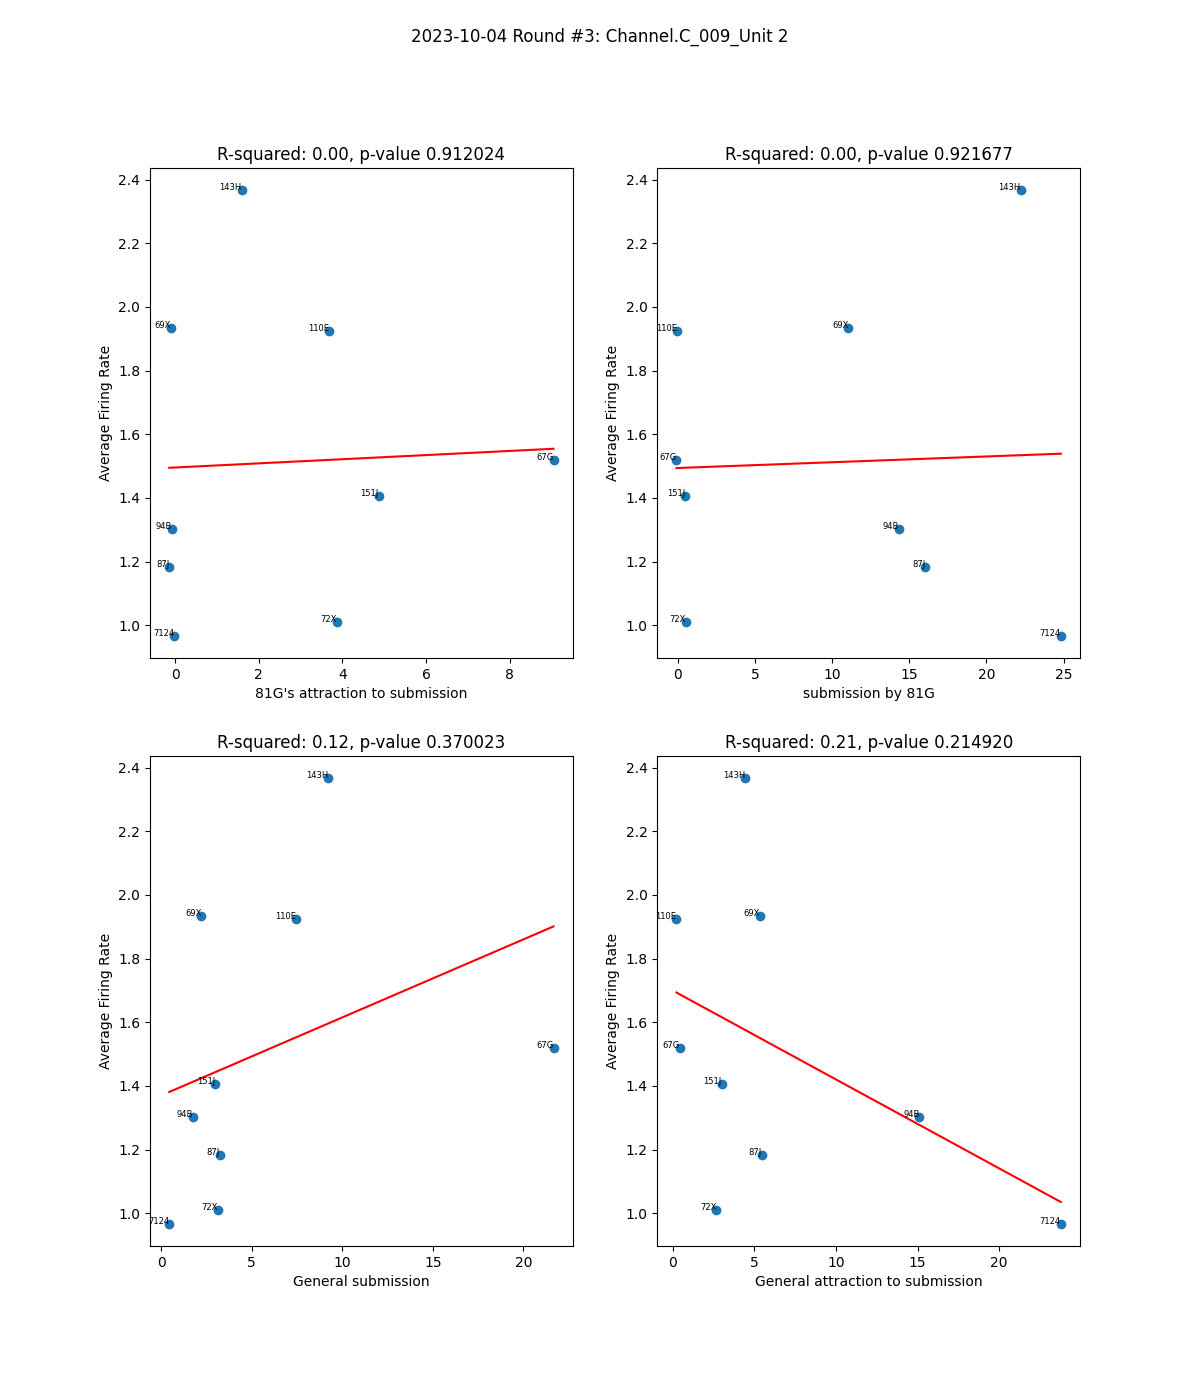 2023-10-04 Round #3: Channel.C_009_Unit 2
R-squared: 0.00, p-value 0.912024
2.4
2.2
2.0
1.8
1.6
1.4
1.2
1.0
Average Firing Rate
143H
69X
110E
67G
151J
94B
87J
72X
7124
0 2 4 6 8
81G's attraction to submission
R-squared: 0.00, p-value 0.921677
2.4
2.2
2.0
1.8
1.6
1.4
1.2
1.0
Average Firing Rate
143H
110E
69X
67G
151J
94B
87J
72X
7124
0 5 10 15 20 25
submission by 81G
R-squared: 0.12, p-value 0.370023
2.4
2.2
2.0
1.8
1.6
1.4
1.2
1.0
Average Firing Rate
143H
69X
110E
67G
151J
94B
87J
72X
7124
0 5 10 15 20
General submission
R-squared: 0.21, p-value 0.214920
2.4
2.2
2.0
1.8
1.6
1.4
1.2
1.0
Average Firing Rate
143H
110E
69X
67G
151J
94B
87J
72X
7124
0 5 10 15 20
General attraction to submission